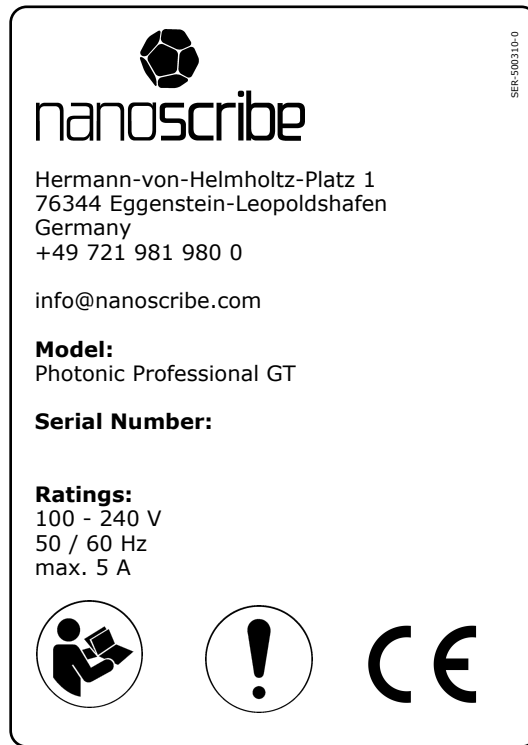 SER-500310-0
nanoscribe
Hermann-von-Helmholtz-Platz 1
76344 Eggenstein-Leopoldshafen
Germany
+49 721 981 980 0
info@nanoscribe.com
Model:
Photonic Professional GT
Serial Number:
Ratings:
100 - 240 V
50 / 60 Hz
max. 5 A
CE